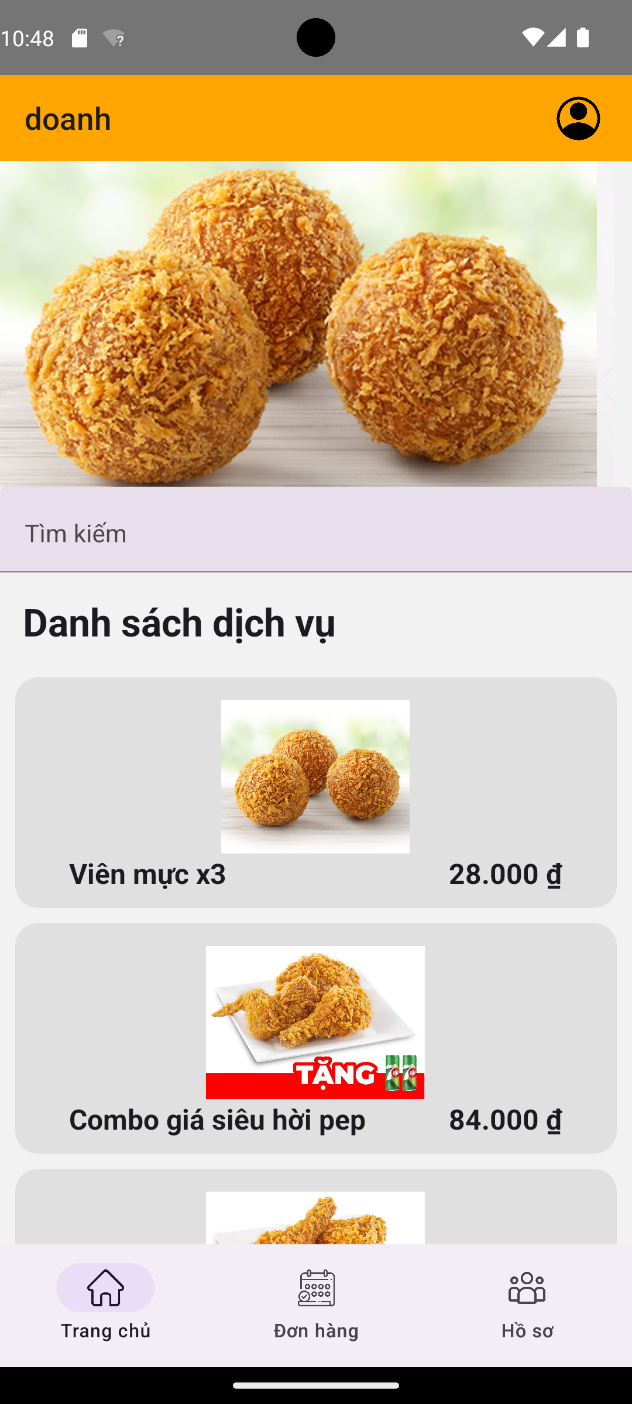 10:48
doanh
Tìm kiếm
Danh sách dịch vụ
Viên mực x3
28.000 ₫
TẶNG
Combo giá siêu hời pep
84.000 ₫
Trang chủ
Đơn hàng
Hồ sơ